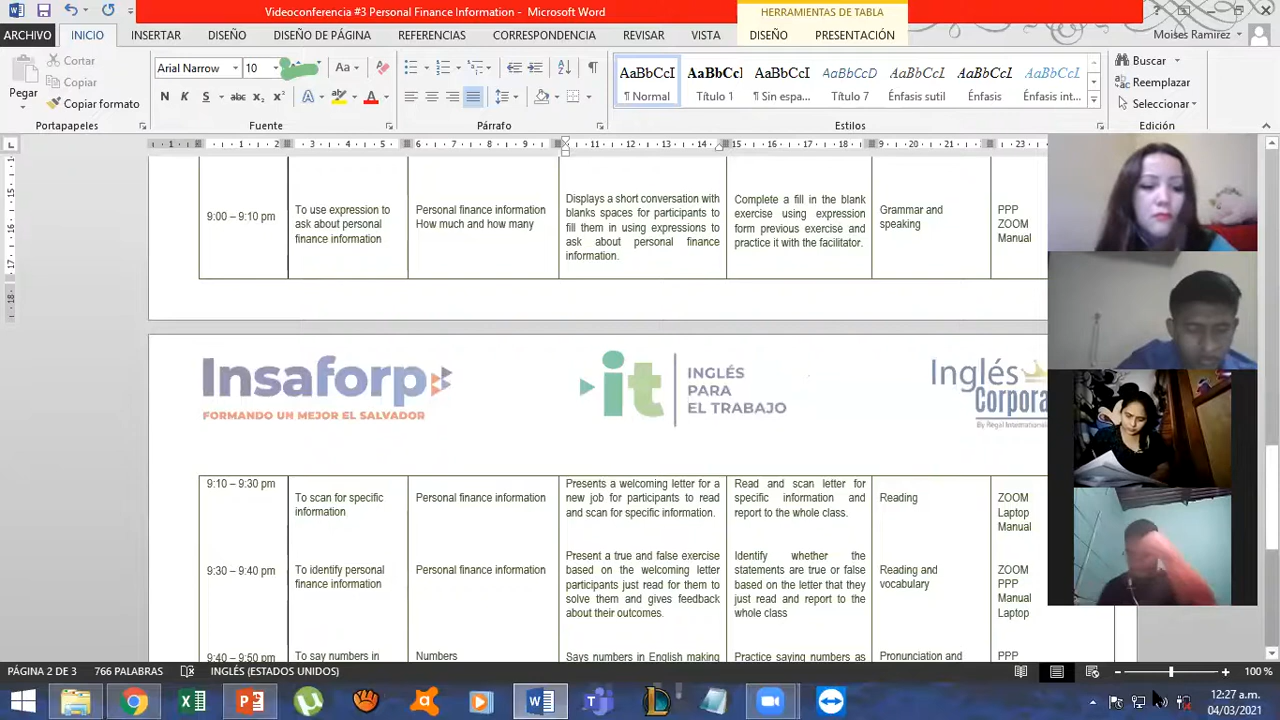 Videoconferencia #3 Personal Finance Information - Microsoft Word
HERRAMIENTAS DE TABLA
ARCHIVO INICIO INSERTAR DISEÑO DISEÑO DE PÁGINA REFERENCIAS CORRESPONDENCIA REVISAR VISTA DISEÑO PRESENTACIÓN Moises Ramirez
Pegar
Cortar
Copiar
Copiar formato
Portapapeles
Arial Narrow 10
N K S abc x₂ x²
Fuente
Párrafo
AaBbCcI AaBbCcI AaBbCcI AaBbCcD AaBbCcI AaBbCcI AaBbCcI
¶ Normal Título 1 ¶ Sin espa... Título 7 Énfasis sutil Énfasis Énfasis int...
Estilos
Buscar
Reemplazar
Seleccionar
Edición
9:00 – 9:10 pm
To use expression to
ask about personal
finance information
Personal finance information
How much and how many
Displays a short conversation with
blanks spaces for participants to
fill them in using expressions to
ask about personal finance
information.
Complete a fill in the blank
exercise using expression
form previous exercise and
practice it with the facilitator.
Grammar and
speaking
PPP
ZOOM
Manual
Insaforp
FORMANDO UN MEJOR EL SALVADOR
it
INGLÉS
PARA
EL TRABAJO
Inglés
Corpora
By Regal International
9:10 – 9:30 pm
To scan for specific
information
Personal finance information
Presents a welcoming letter for a
new job for participants to read
and scan for specific information.
Read and scan letter for
specific information and
report to the whole class.
Reading
ZOOM
Laptop
Manual
9:30 – 9:40 pm
To identify personal
finance information
Personal finance information
Present a true and false exercise
based on the welcoming letter
participants just read for them to
solve them and gives feedback
about their outcomes.
Identify whether the
statements are true or false
based on the letter that they
just read and report to the
whole class
Reading and
vocabulary
ZOOM
PPP
Manual
Laptop
9:40 – 9:50 pm
To say numbers in
Numbers
Says numbers in English making
Practice saying numbers as
Pronunciation and
PPP
PÁGINA 2 DE 3 766 PALABRAS INGLÉS (ESTADOS UNIDOS) 100 %
12:27 a.m.
04/03/2021